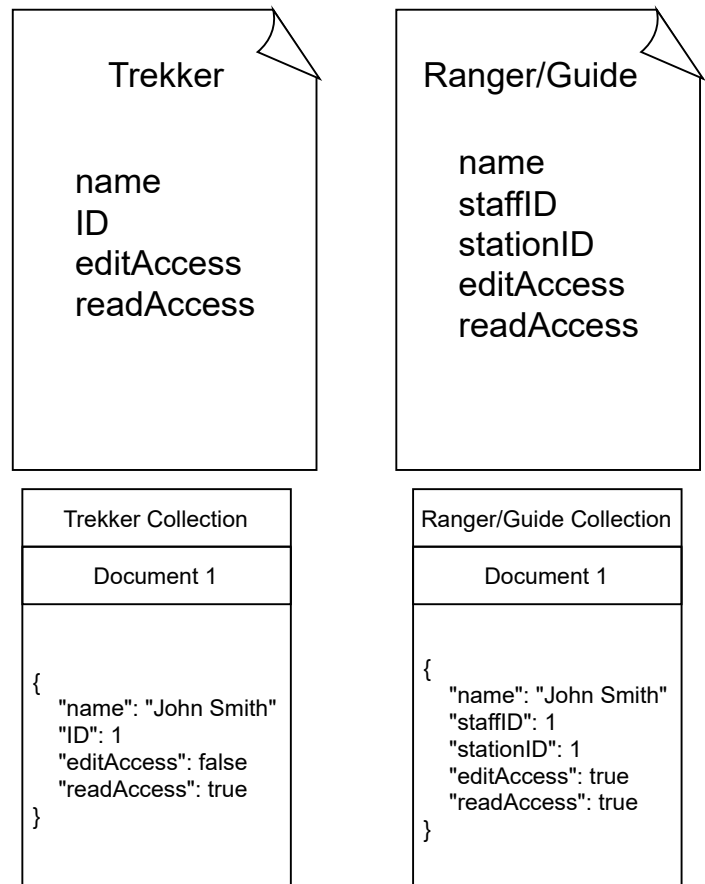 Trekker
name
ID
editAccess
readAccess
Ranger/Guide
name
staffID
stationID
editAccess
readAccess
Trekker Collection
Document 1
{
"name": "John Smith"
"ID": 1
"editAccess": false
"readAccess": true
}
Ranger/Guide Collection
Document 1
{
"name": "John Smith"
"staffID": 1
"stationID": 1
"editAccess": true
"readAccess": true
}